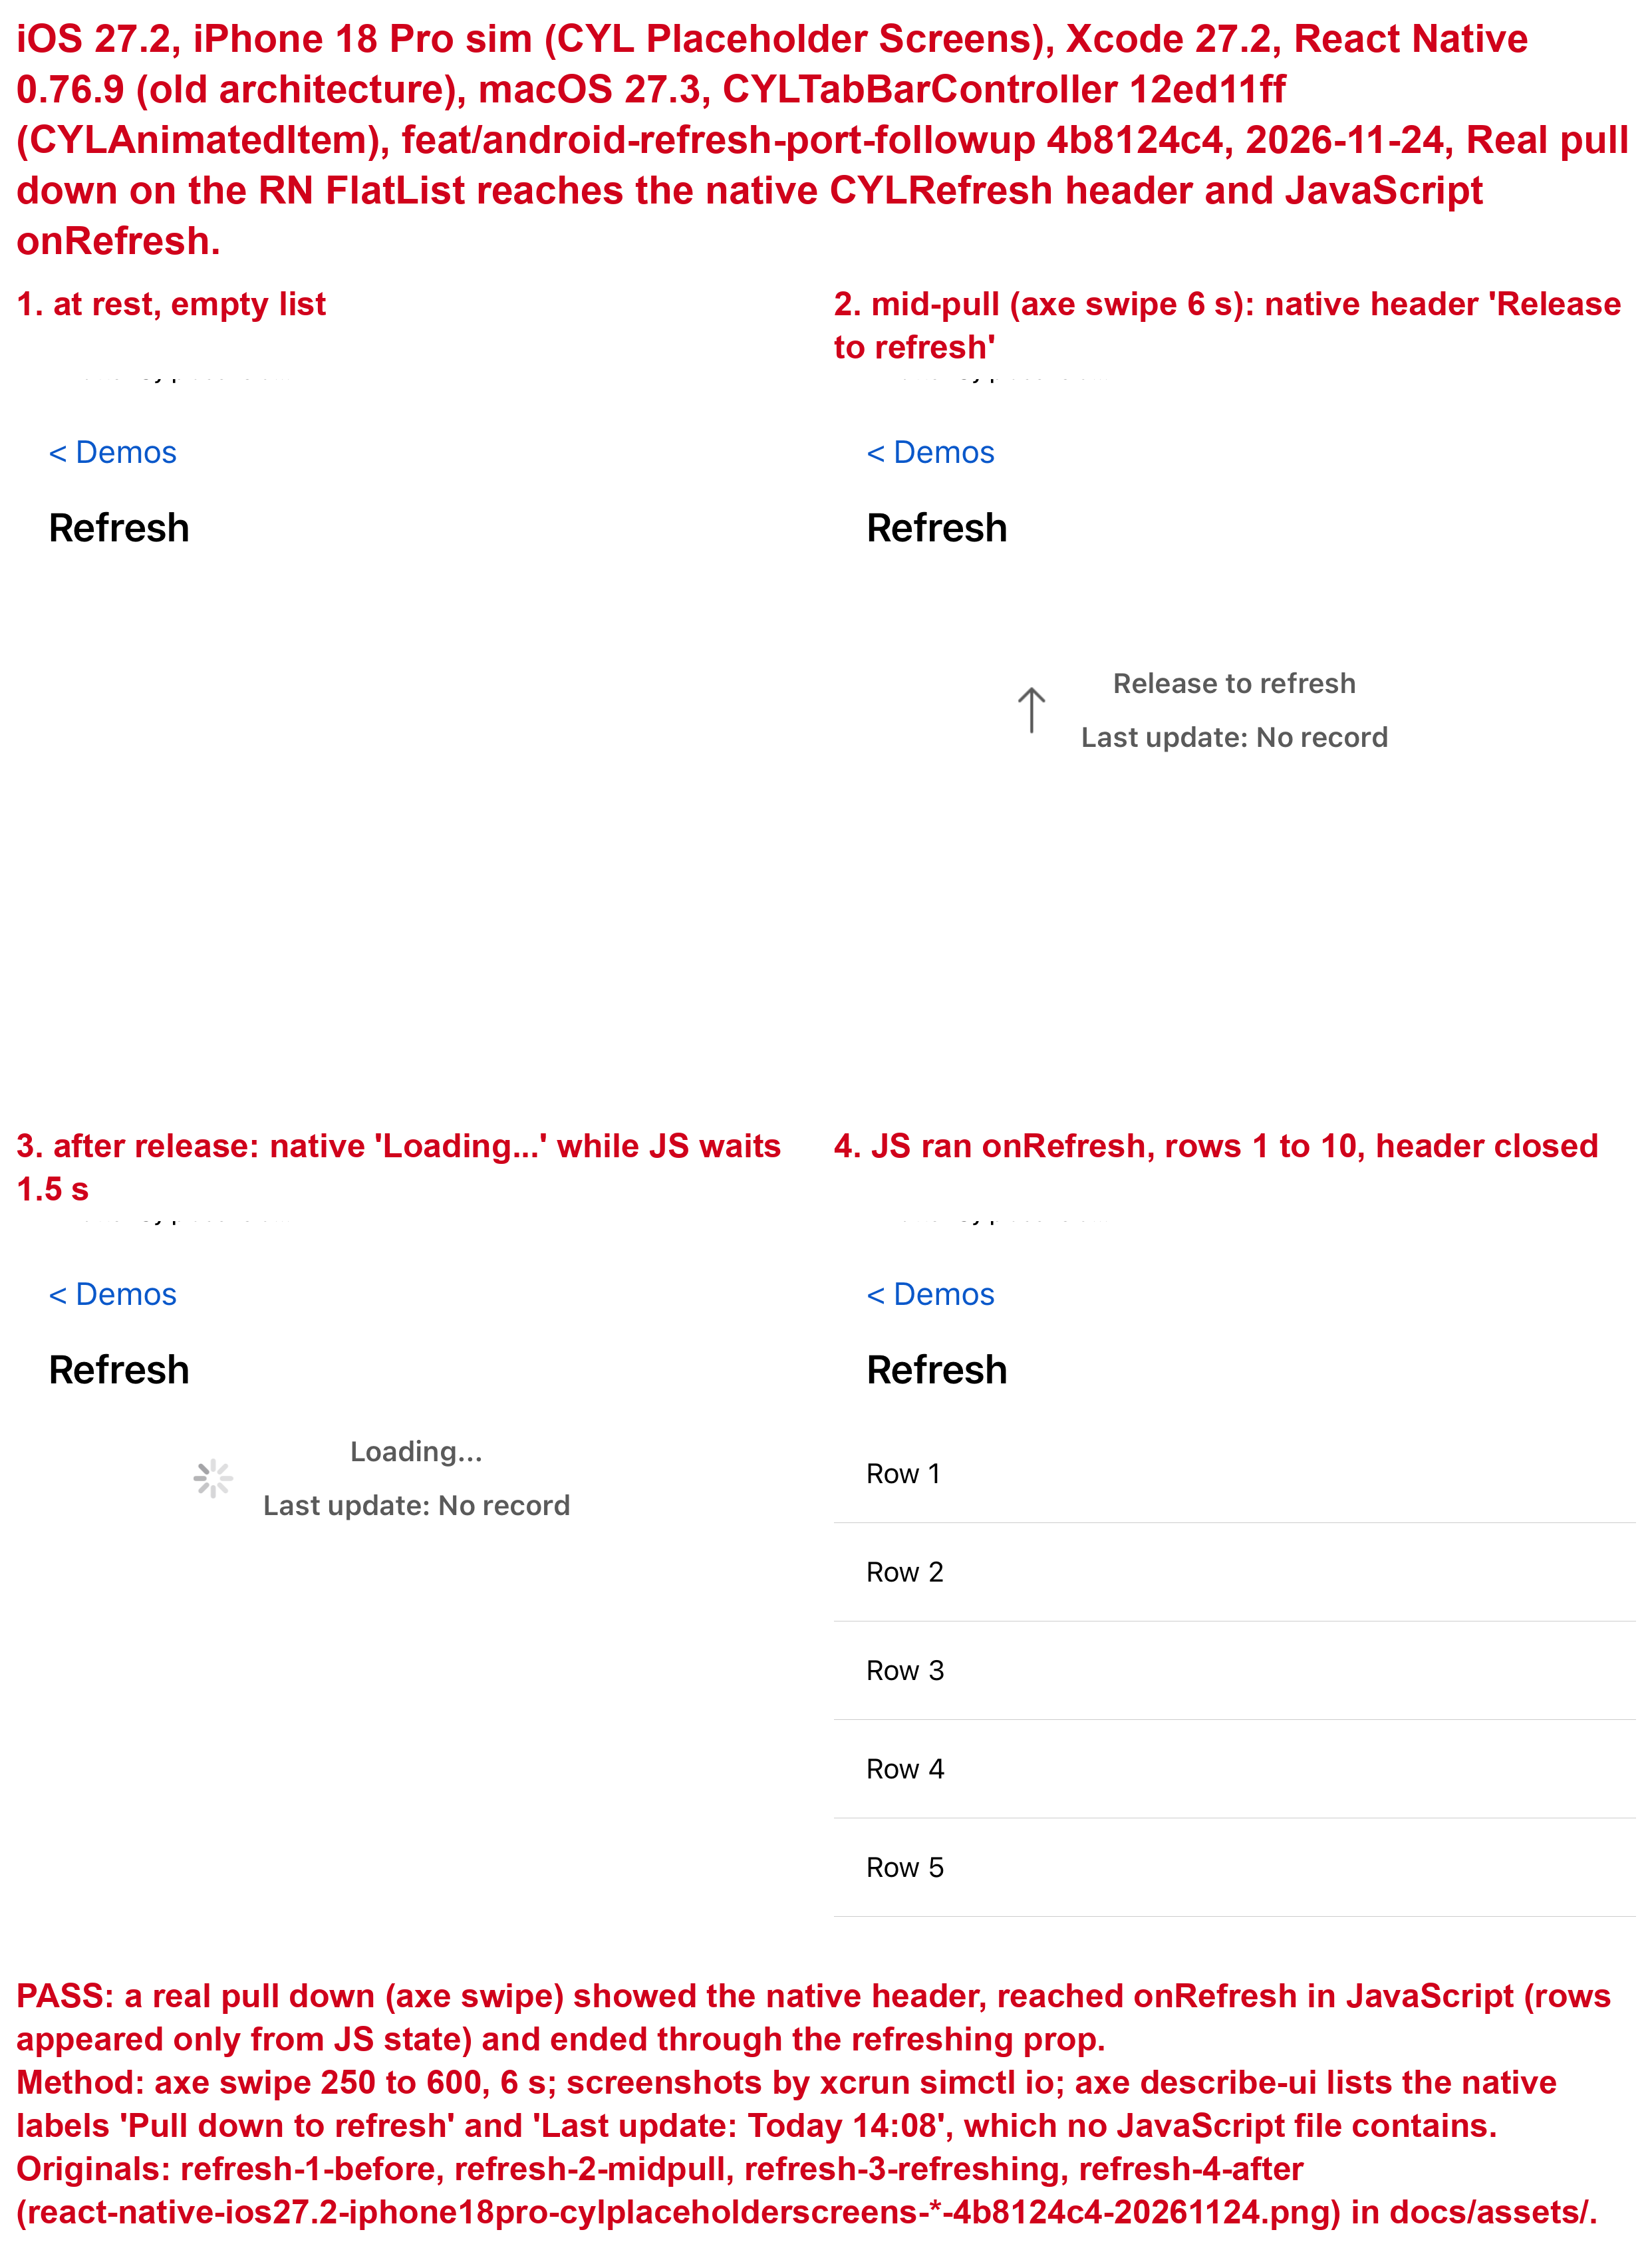 iOS 27.2, iPhone 18 Pro sim (CYL Placeholder Screens), Xcode 27.2, React Native
0.76.9 (old architecture), macOS 27.3, CYLTabBarController 12ed11ff
(CYLAnimatedItem), feat/android-refresh-port-followup 4b8124c4, 2026-11-24, Real pull
down on the RN FlatList reaches the native CYLRefresh header and JavaScript
onRefresh.
1. at rest, empty list
< Demos
Refresh
2. mid-pull (axe swipe 6 s): native header 'Release
to refresh'
< Demos
Refresh
Release to refresh
Last update: No record
3. after release: native 'Loading...' while JS waits
1.5 s
< Demos
Refresh
Loading...
Last update: No record
4. JS ran onRefresh, rows 1 to 10, header closed
< Demos
Refresh
Row 1
Row 2
Row 3
Row 4
Row 5
PASS: a real pull down (axe swipe) showed the native header, reached onRefresh in JavaScript (rows
appeared only from JS state) and ended through the refreshing prop.
Method: axe swipe 250 to 600, 6 s; screenshots by xcrun simctl io; axe describe-ui lists the native
labels 'Pull down to refresh' and 'Last update: Today 14:08', which no JavaScript file contains.
Originals: refresh-1-before, refresh-2-midpull, refresh-3-refreshing, refresh-4-after
(react-native-ios27.2-iphone18pro-cylplaceholderscreens-*-4b8124c4-20261124.png) in docs/assets/.